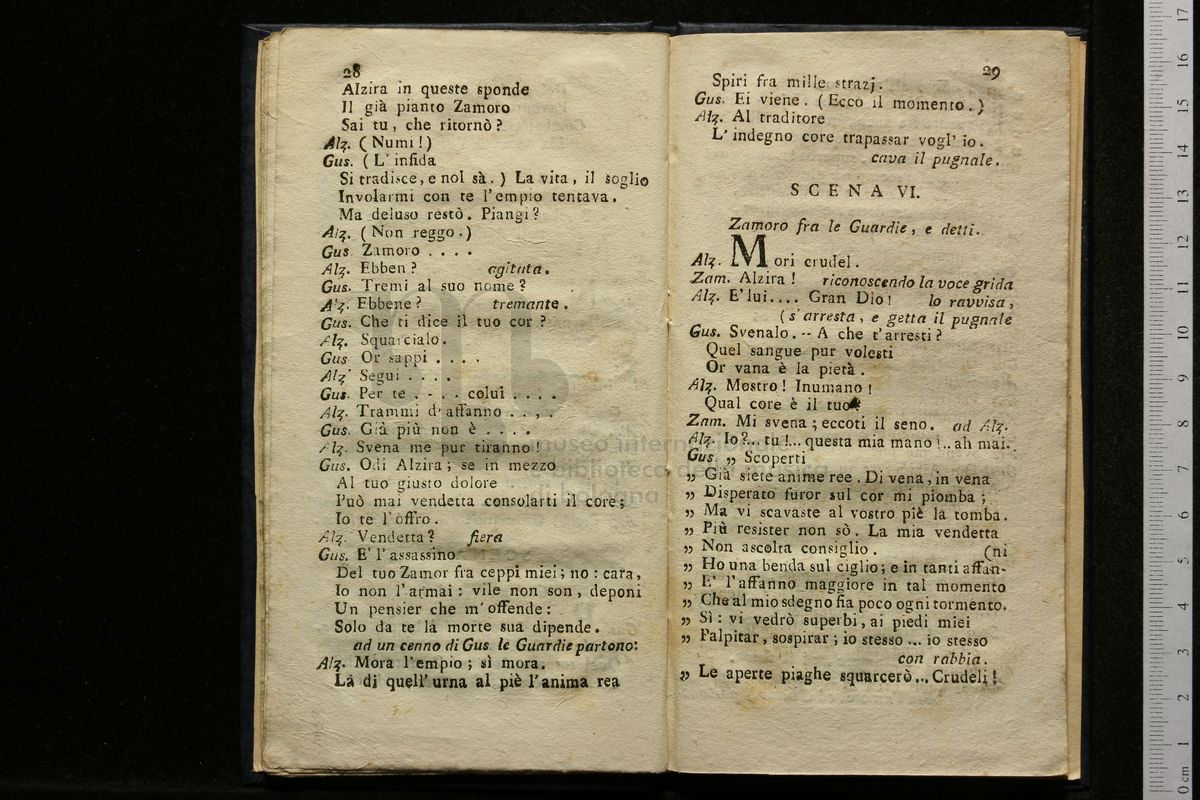 28
Alzira in queste sponde
Il già pianto Zamoro
Sai tu, che ritornò?
Alz. (Numi!)
Gus. (L'infida
Si tradisce, e nol sà.) La vita, il soglio
Involarmi con te l'empio tentava.
Ma deluso restò. Piangi?
Alz. (Non reggo.)
Gus. Zamoro ....
Alz. Ebben? agitata.
Gus. Tremi al suo nome?
Alz. Ebbene? tremante.
Gus. Che ti dice il tuo cor?
Alz. Squarcialo.
Gus Or sappi ....
Alz Segui ....
Gus. Per te .... colui ....
Alz. Trammi d'affanno ....
Gus. Già più non è ....
Alz. Svena me pur tiranno!
Gus. Odi Alzira; se in mezzo
Al tuo giusto dolore
Può mai vendetta consolarti il core;
Io te l'offro.
Alz. Vendetta? fiera
Gus. E' l'assassino
Del tuo Zamor fra ceppi miei; no: cara,
Io non l'armai: vile non son, deponi
Un pensier che m'offende:
Solo da te la morte sua dipende.
ad un cenno di Gus le Guardie partono:
Alz. Mora l'empio; sì mora.
Là di quell'urna al piè l'anima rea
29
Spiri fra mille strazj.
Gus. Ei viene. (Ecco il momento.)
Alz. Al traditore
L'indegno core trapassar vogl'io.
cava il pugnale.
SCENA VI.
Zamoro fra le Guardie, e detti.
Alz. Mori crudel.
Zam. Alzira! riconoscendo la voce grida
Alz. E' lui.... Gran Dio! lo ravvisa,
(s'arresta, e getta il pugnale
Gus. Svenalo. -- A che t'arresti?
Quel sangue pur volesti
Or vana è la pietà.
Alz. Mostro! Inumano!
Qual core è il tuo?
Zam. Mi svena; eccoti il seno. ad Alz.
Alz. Io?... tu!... questa mia mano!.. ah mai.
Gus. „ Scoperti
„ Già siete anime ree. Di vena, in vena
„ Disperato furor sul cor mi piomba;
„ Ma vi scavaste al vostro piè la tomba.
„ Più resister non sò. La mia vendetta
„ Non ascolta consiglio. (ni
„ Ho una benda sul ciglio; e in tanti affan-
„ E' l'affanno maggiore in tal momento
„ Che al mio sdegno fia poco ogni tormento.
„ Sì: vi vedrò superbi, ai piedi miei
„ Palpitar, sospirar; io stesso ... io stesso
con rabbia.
„ Le aperte piaghe squarcerò... Crudeli!
museo internazionale
biblioteca della musica
di bologna